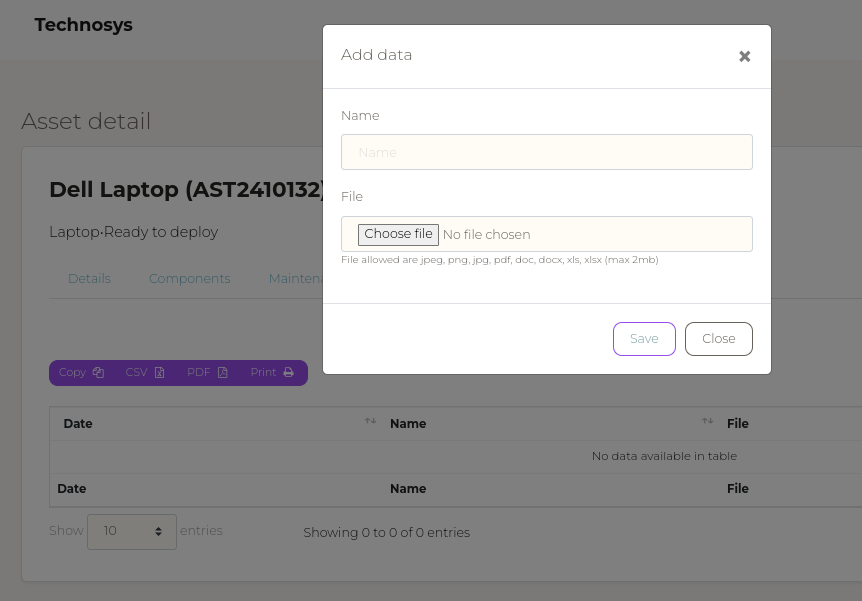 Technosys
Add data
Name
Name
File
Choose file No file chosen
File allowed are jpeg, png, jpg, pdf, doc, docx, xls, xlsx (max 2mb)
Save Close
Asset detail
Dell Laptop (AST2410132)
Laptop•Ready to deploy
Details Components
Copy CSV PDF Print
Date Name File
No data available in table
Date Name File
Show 10 entries Showing 0 to 0 of 0 entries